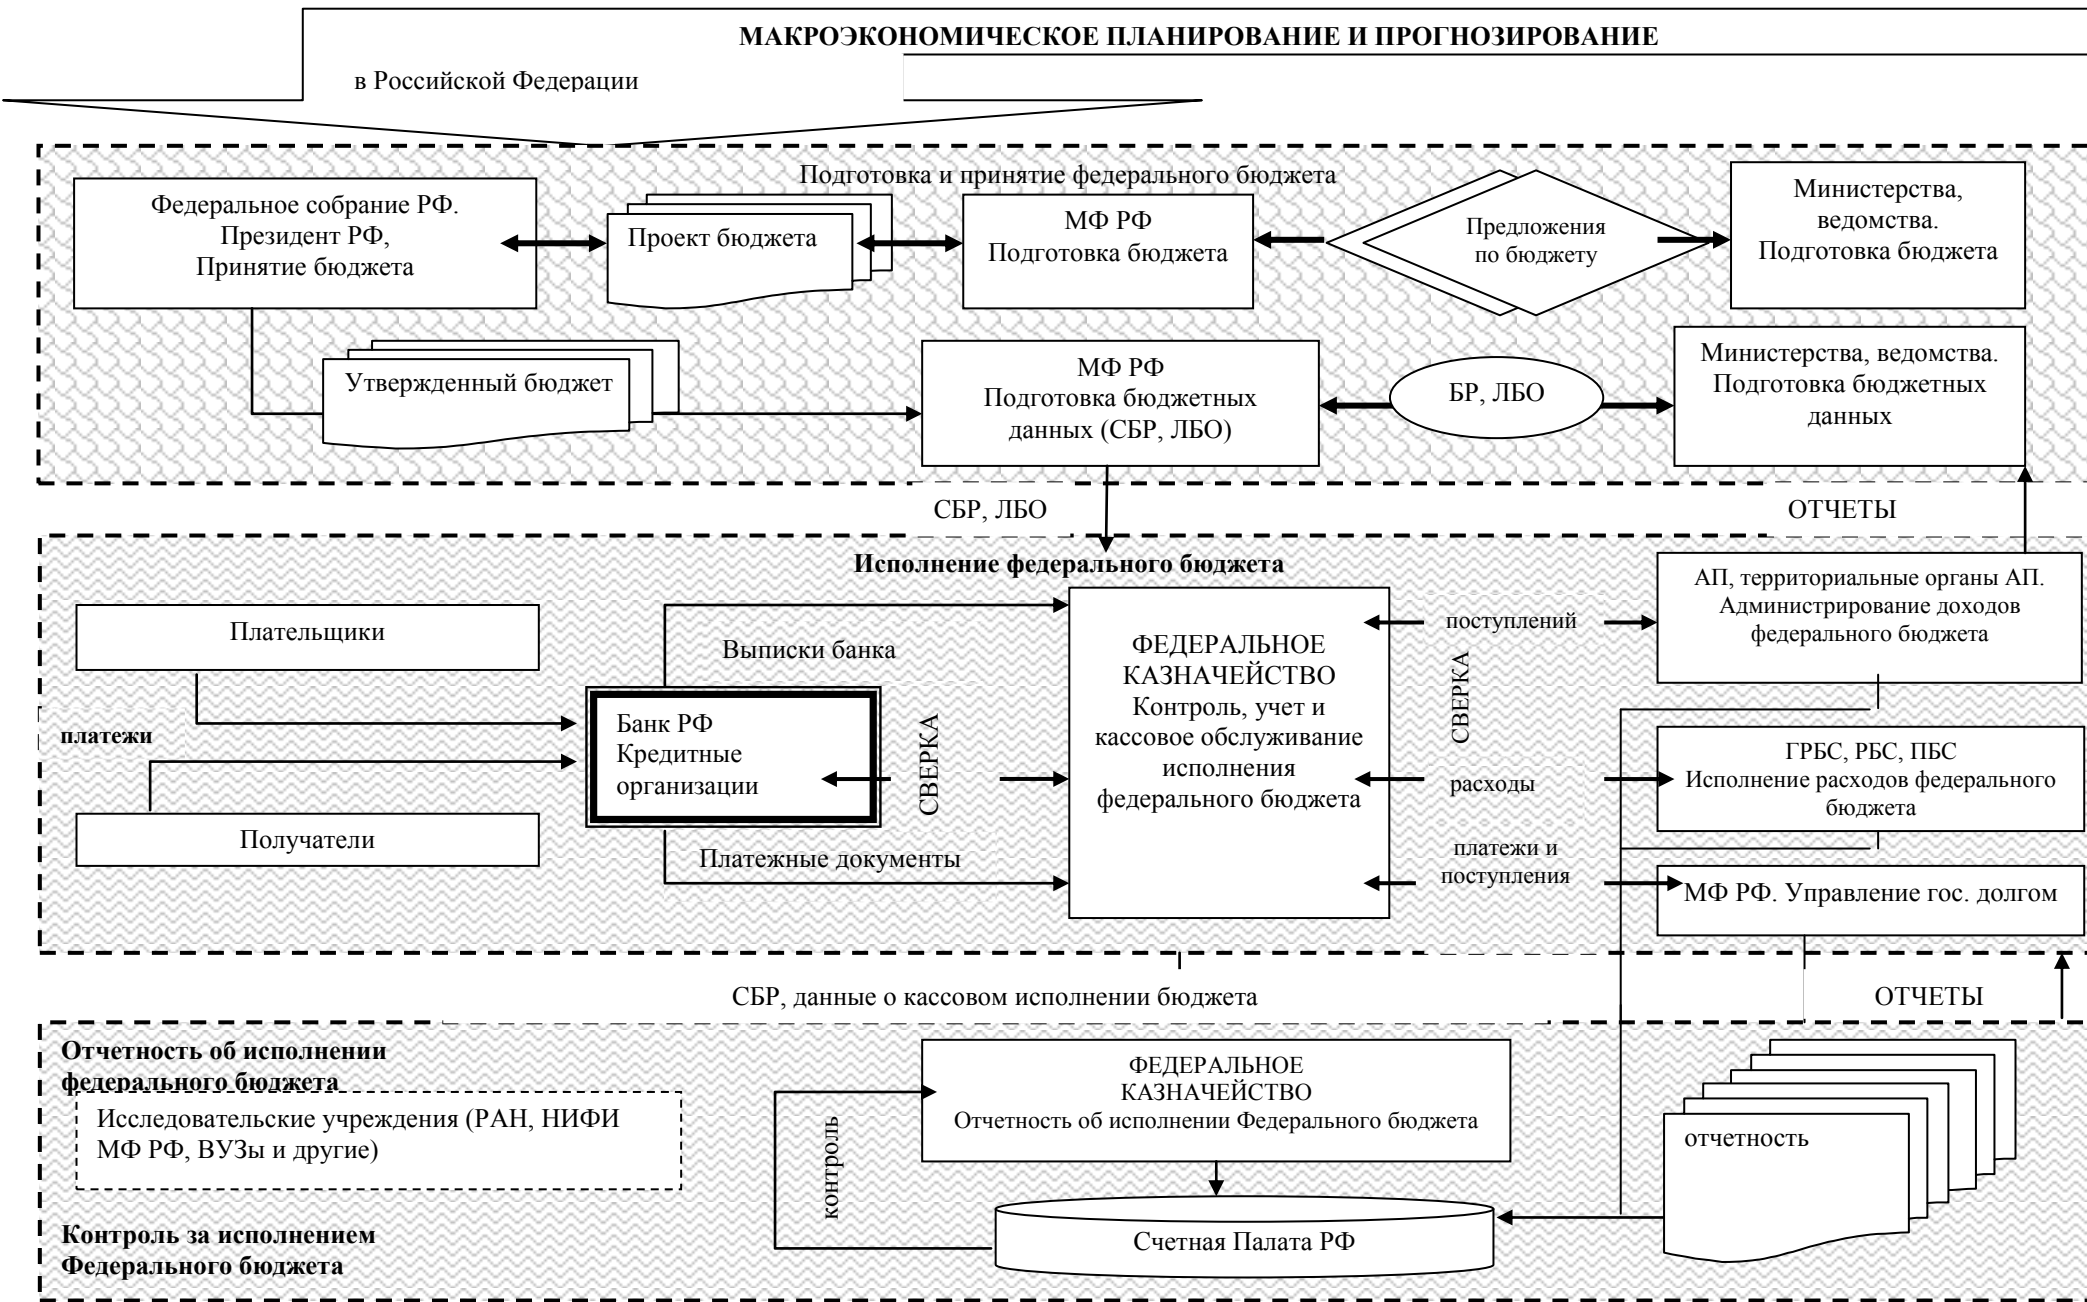 МАКРОЭКОНОМИЧЕСКОЕ ПЛАНИРОВАНИЕ И ПРОГНОЗИРОВАНИЕ
в Российской Федерации
Подготовка и принятие федерального бюджета
Федеральное собрание РФ.
Президент РФ,
Принятие бюджета
Проект бюджета
МФ РФ
Подготовка бюджета
Предложения
по бюджету
Министерства,
ведомства.
Подготовка бюджета
Утвержденный бюджет
МФ РФ
Подготовка бюджетных
данных (СБР, ЛБО)
БР, ЛБО
Министерства, ведомства.
Подготовка бюджетных
данных
СБР, ЛБО
ОТЧЕТЫ
Исполнение федерального бюджета
Плательщики
платежи
Получатели
Выписки банка
Банк РФ
Кредитные
организации
СВЕРКА
Платежные документы
ФЕДЕРАЛЬНОЕ
КАЗНАЧЕЙСТВО
Контроль, учет и
кассовое обслуживание
исполнения
федерального бюджета
поступлений
СВЕРКА
расходы
платежи и
поступления
АП, территориальные органы АП.
Администрирование доходов
федерального бюджета
ГРБС, РБС, ПБС
Исполнение расходов федерального
бюджета
МФ РФ. Управление гос. долгом
СБР, данные о кассовом исполнении бюджета
ОТЧЕТЫ
Отчетность об исполнении
федерального бюджета
Исследовательские учреждения (РАН, НИФИ
МФ РФ, ВУЗы и другие)
Контроль за исполнением
Федерального бюджета
контроль
ФЕДЕРАЛЬНОЕ
КАЗНАЧЕЙСТВО
Отчетность об исполнении Федерального бюджета
Счетная Палата РФ
отчетность